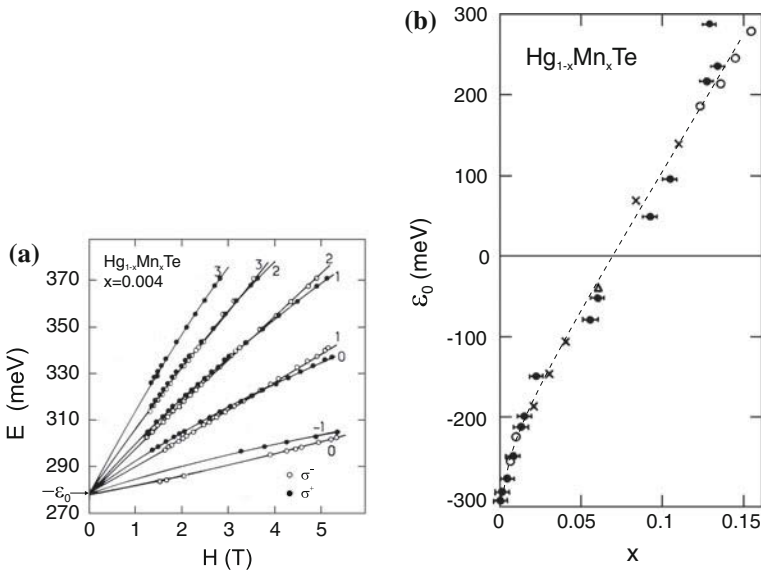 (a)
Hg1-xMnxTe
x=0.004
E (meV)
370
350
330
310
290
−ε0
270
0
1
2
3
4
5
H (T)
3
3
2
2
1
1
0
−1
0
σ−
σ+
(b)
Hg1-xMnxTe
ε0 (meV)
300
200
100
0
-100
-200
-300
0
0.05
0.1
0.15
x